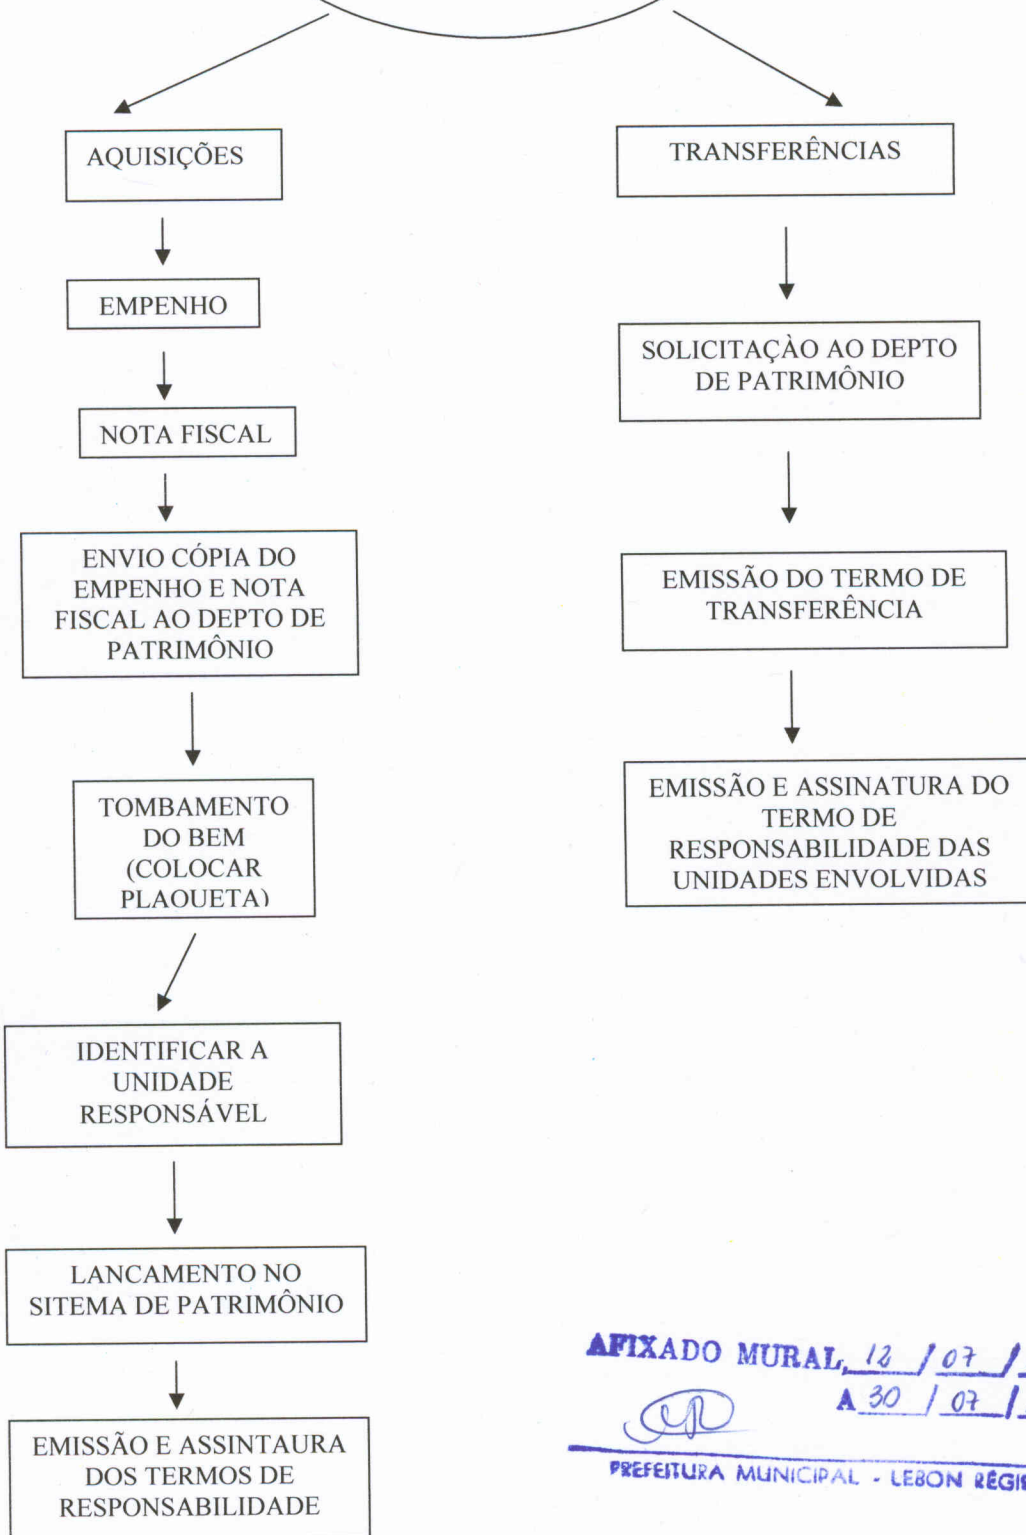 AQUISIÇÕES
EMPENHO
NOTA FISCAL
ENVIO CÓPIA DO
EMPENHO E NOTA
FISCAL AO DEPTO DE
PATRIMÔNIO
TOMBAMENTO
DO BEM
(COLOCAR
PLAQUETA)
IDENTIFICAR A
UNIDADE
RESPONSÁVEL
LANCAMENTO NO
SITEMA DE PATRIMÔNIO
EMISSÃO E ASSINTAURA
DOS TERMOS DE
RESPONSABILIDADE
TRANSFERÊNCIAS
SOLICITAÇÀO AO DEPTO
DE PATRIMÔNIO
EMISSÃO DO TERMO DE
TRANSFERÊNCIA
EMISSÃO E ASSINATURA DO
TERMO DE
RESPONSABILIDADE DAS
UNIDADES ENVOLVIDAS
AFIXADO MURAL, 12 / 07 /
A 30 / 07 /
PREFEITURA MUNICIPAL - LEBON RÉGIS